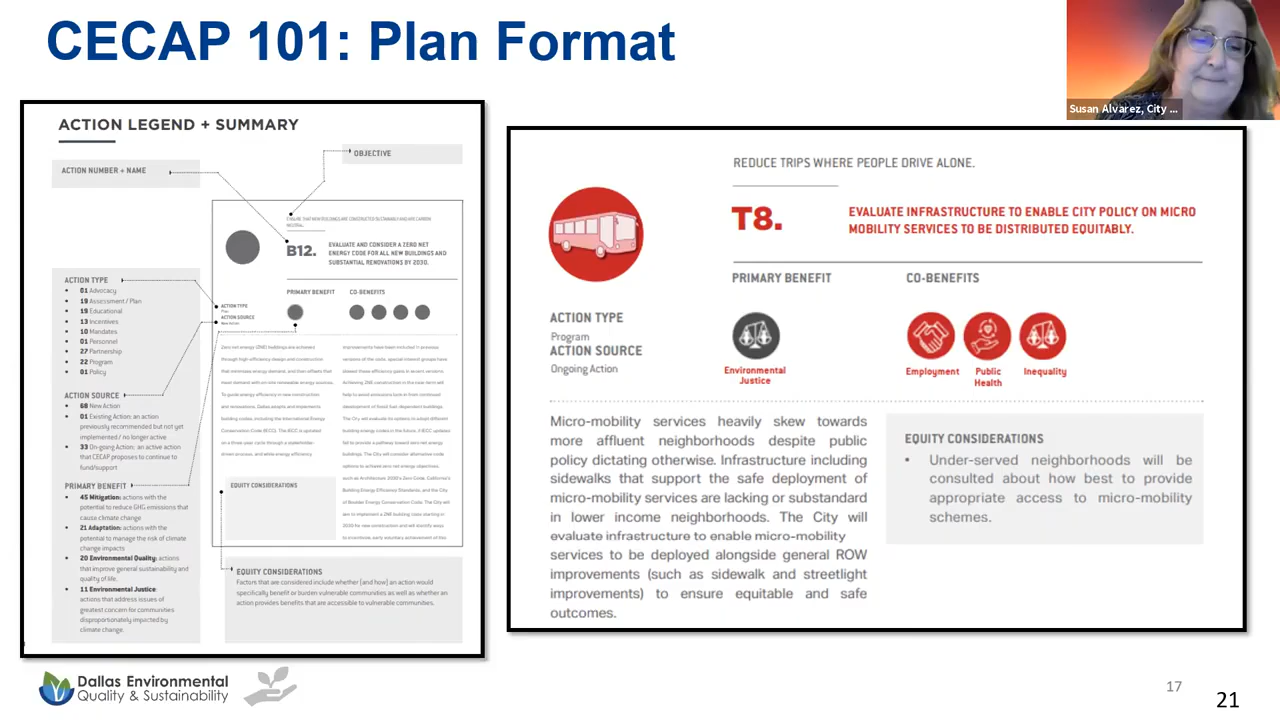 CECAP 101: Plan Format
Susan Alvarez, City ...
ACTION LEGEND + SUMMARY
OBJECTIVE
ACTION NUMBER + NAME
B12.
EVALUATE AND CONSIDER A ZERO NET
ENERGY CODE FOR ALL NEW BUILDINGS AND
SUBSTANTIAL RENOVATIONS BY 2030.
PRIMARY BENEFIT
CO-BENEFITS
ACTION TYPE
ACTION SOURCE
New Action
ACTION TYPE
• 01 Advocacy
• 19 Assessment / Plan
• 19 Educational
• 13 Incentives
• 10 Mandates
• 01 Personnel
• 27 Partnership
• 22 Program
• 01 Policy
ACTION SOURCE
• 68 New Action
• 01 Existing Action: an action
previously recommended but not yet
implemented / no longer active
• 33 On-going Action: an active action
that CECAP proposes to continue to
fund/support
PRIMARY BENEFIT
• 45 Mitigation: actions with the
potential to reduce GHG emissions that
cause climate change
• 21 Adaptation: actions with the
potential to manage the risk of climate
change impacts
• 20 Environmental Quality: actions
that improve general sustainability and
quality of life.
• 11 Environmental Justice:
actions that address issues of
greatest concern for communities
disproportionately impacted by
climate change.
EQUITY CONSIDERATIONS
EQUITY CONSIDERATIONS
Factors that are considered include whether [and how] an action would
specifically benefit or burden vulnerable communities as well as whether an
action provides benefits that are accessible to vulnerable communities.
REDUCE TRIPS WHERE PEOPLE DRIVE ALONE.
T8.
EVALUATE INFRASTRUCTURE TO ENABLE CITY POLICY ON MICRO
MOBILITY SERVICES TO BE DISTRIBUTED EQUITABLY.
PRIMARY BENEFIT
CO-BENEFITS
ACTION TYPE
Program
ACTION SOURCE
Ongoing Action
Environmental
Justice
Employment
Public
Health
Inequality
Micro-mobility services heavily skew towards
more affluent neighborhoods despite public
policy dictating otherwise. Infrastructure including
sidewalks that support the safe deployment of
micro-mobility services are lacking or substandard
in lower income neighborhoods. The City will
evaluate infrastructure to enable micro-mobility
services to be deployed alongside general ROW
improvements (such as sidewalk and streetlight
improvements) to ensure equitable and safe
outcomes.
EQUITY CONSIDERATIONS
• Under-served neighborhoods will be
consulted about how best to provide
appropriate access to micro-mobility
schemes.
Dallas Environmental
Quality & Sustainability
17
21